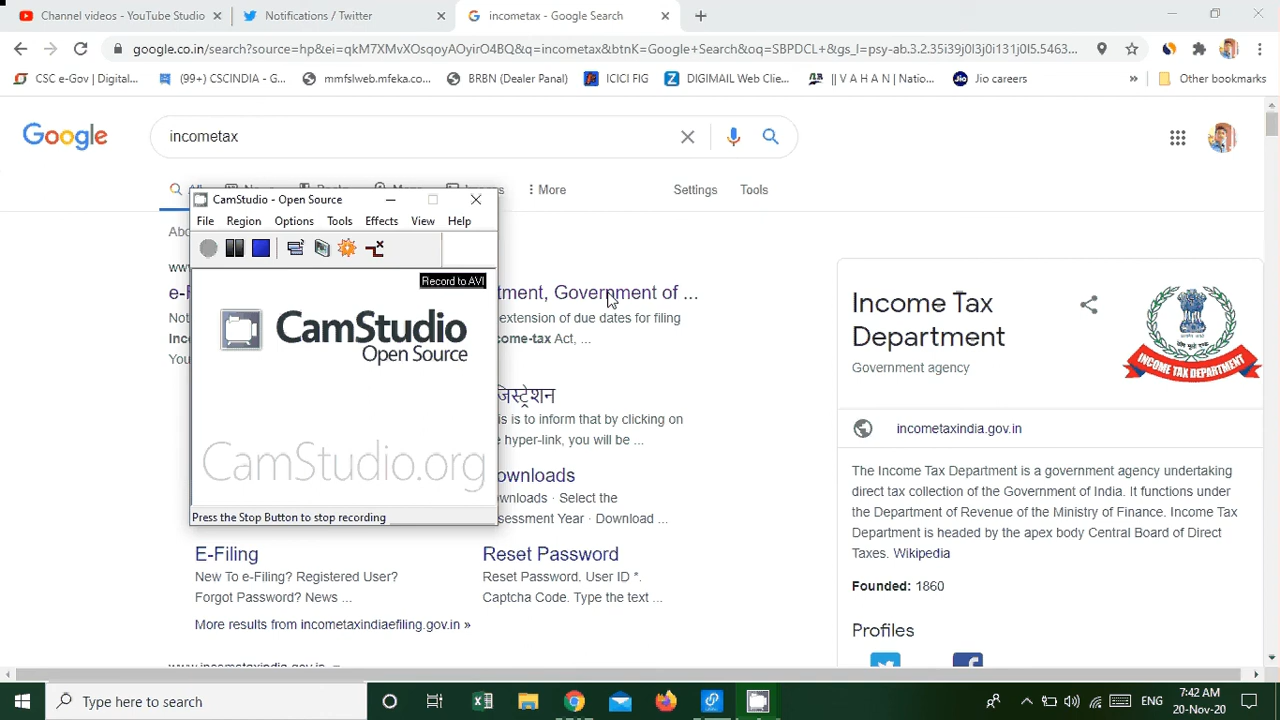 Channel videos - YouTube Studio
Notifications / Twitter
incometax - Google Search
google.co.in/search?source=hp&ei=qkM7XMvXOsqoyAOyirO4BQ&q=incometax&btnK=Google+Search&oq=SBPDCL+&gs_l=psy-ab.3.2.35i39j0l3j0i131j0l5.5463...
CSC e-Gov | Digital...
(99+) CSCINDIA - G...
mmfslweb.mfeka.co...
BRBN (Dealer Panel)
ICICI FIG
DIGIMAIL Web Clie...
|| V A H A N | Natio...
Jio careers
»
Other bookmarks
Google
incometax
More
Settings
Tools
CamStudio - Open Source
File Region Options Tools Effects View Help
Record to AVI
CamStudio
Open Source
CamStudio.org
Press the Stop Button to stop recording
Abo
www
e-F
tment, Government of ...
Not
extension of due dates for filing
Inco
ome-tax Act, ...
You
जिस्ट्रेशन
is is to inform that by clicking on
e hyper-link, you will be ...
ownloads
wnloads · Select the
sessment Year · Download ...
E-Filing
New To e-Filing? Registered User?
Forgot Password? News ...
Reset Password
Reset Password. User ID *.
Captcha Code. Type the text ...
More results from incometaxindiaefiling.gov.in »
www.incometaxindia.gov.in
Income Tax
Department
Government agency
INCOME TAX DEPARTMENT
incometaxindia.gov.in
The Income Tax Department is a government agency undertaking
direct tax collection of the Government of India. It functions under
the Department of Revenue of the Ministry of Finance. Income Tax
Department is headed by the apex body Central Board of Direct
Taxes. Wikipedia
Founded: 1860
Profiles
Type here to search
ENG
7:42 AM
20-Nov-20